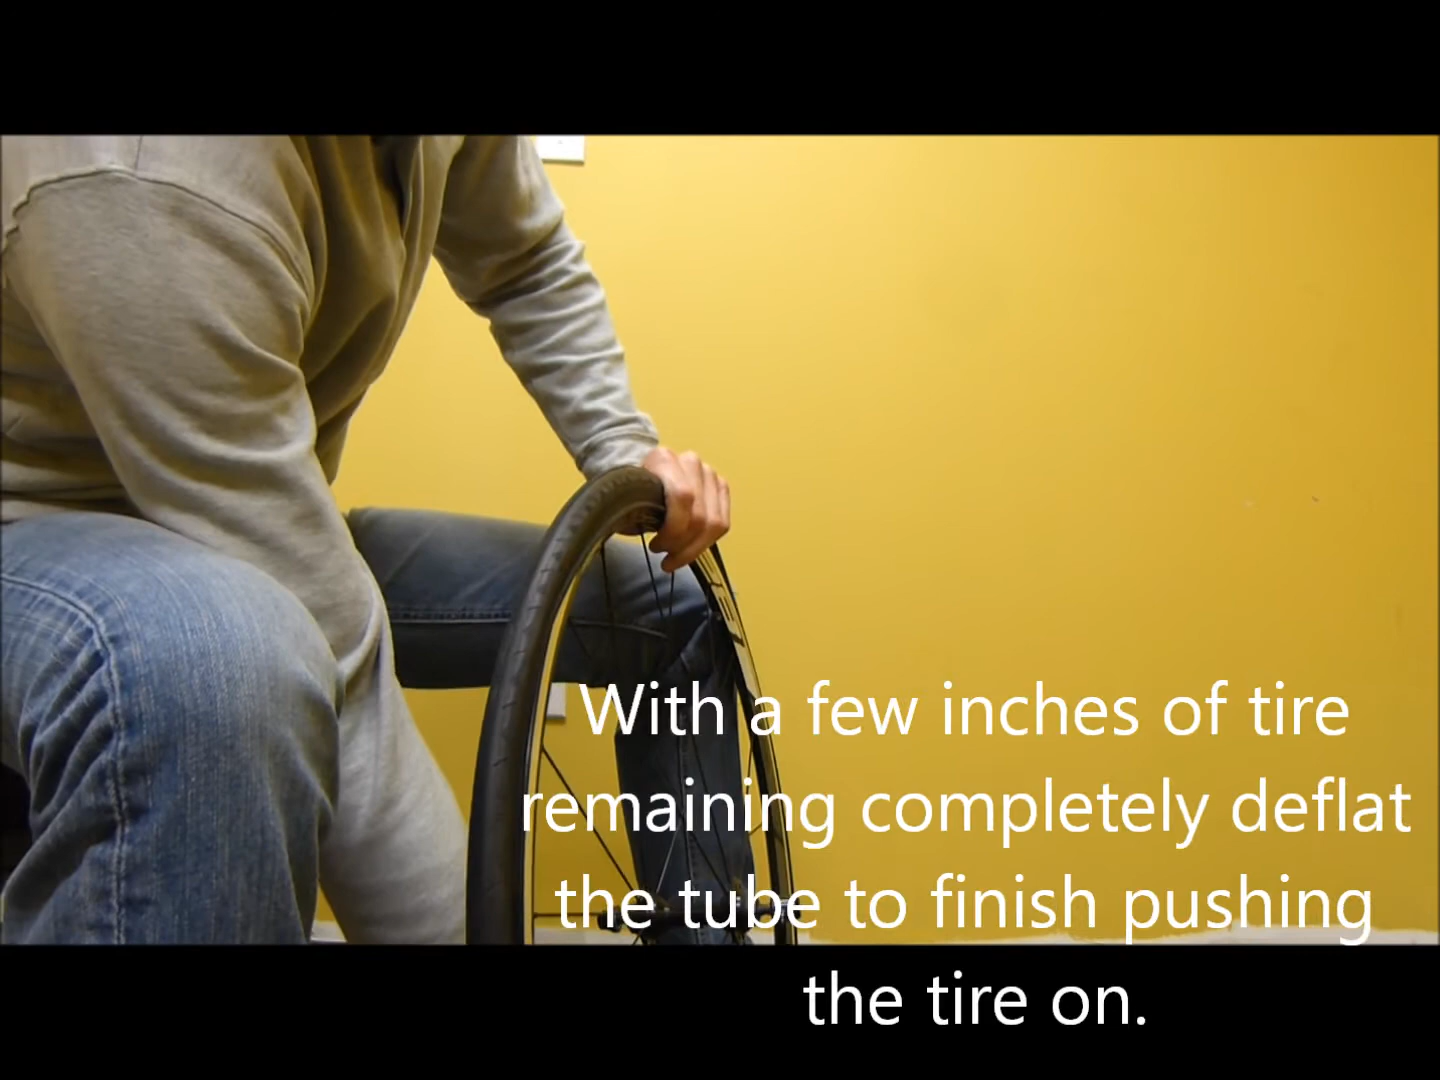 With a few inches of tire
remaining completely deflat
the tube to finish pushing
the tire on.